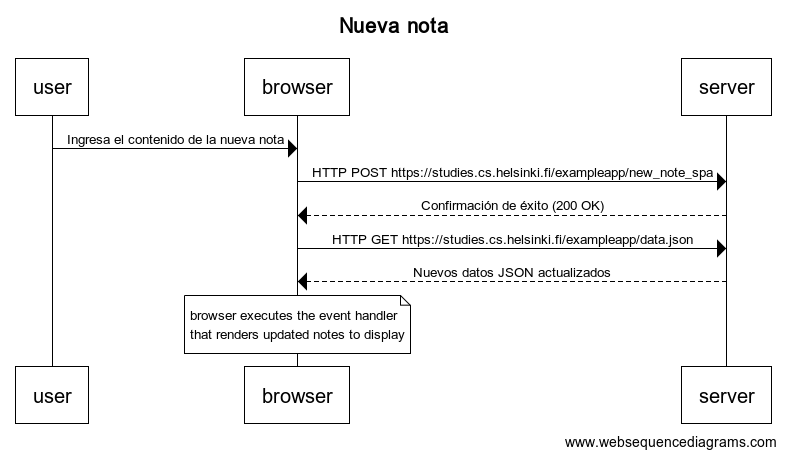 Nueva nota
user
browser
server
Ingresa el contenido de la nueva nota
HTTP POST https://studies.cs.helsinki.fi/exampleapp/new_note_spa
Confirmación de éxito (200 OK)
HTTP GET https://studies.cs.helsinki.fi/exampleapp/data.json
Nuevos datos JSON actualizados
browser executes the event handler
that renders updated notes to display
user
browser
server
www.websequencediagrams.com